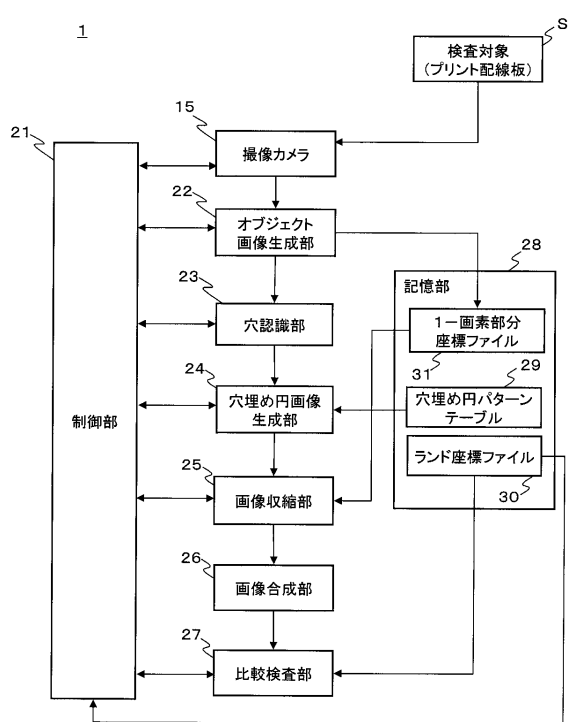 1
S
検査対象
(プリント配線板)
15
撮像カメラ
21
制御部
22
オブジェクト
画像生成部
23
穴認識部
24
穴埋め円画像
生成部
25
画像収縮部
26
画像合成部
27
比較検査部
28
記憶部
1－画素部分
座標ファイル
31
29
穴埋め円パターン
テーブル
ランド座標ファイル
30